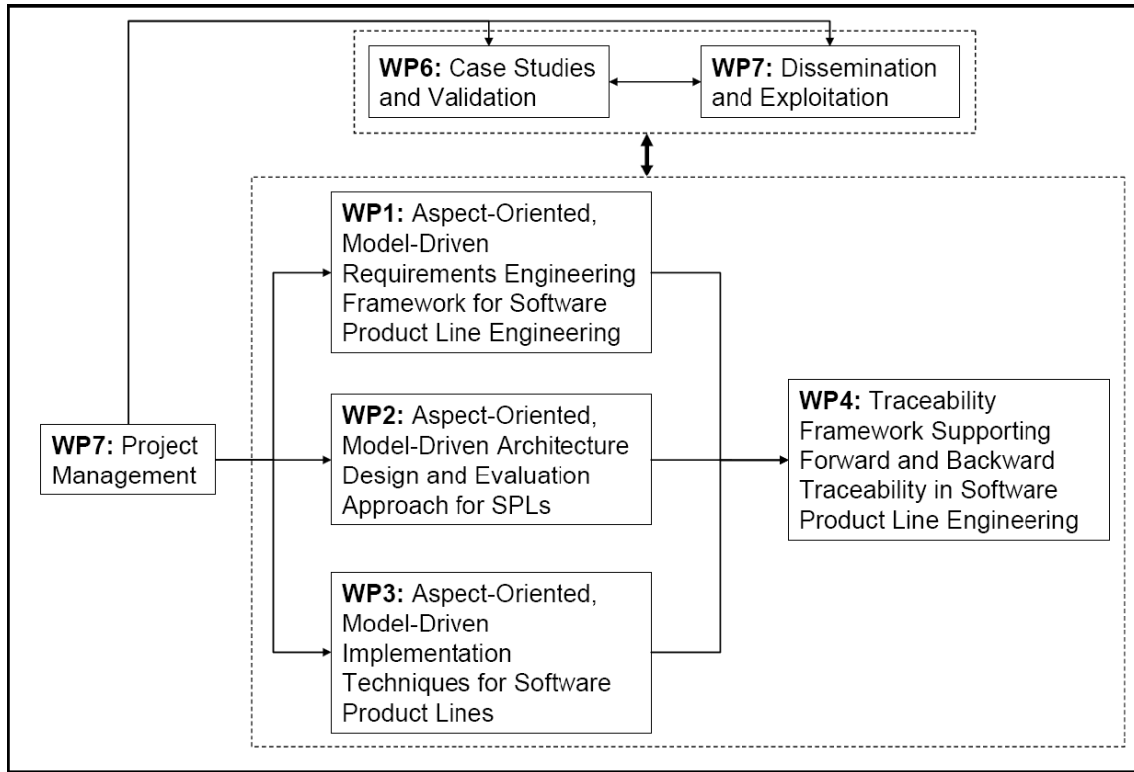 WP6: Case Studies
and Validation
WP7: Dissemination
and Exploitation
WP1: Aspect-Oriented,
Model-Driven
Requirements Engineering
Framework for Software
Product Line Engineering
WP7: Project
Management
WP2: Aspect-Oriented,
Model-Driven Architecture
Design and Evaluation
Approach for SPLs
WP4: Traceability
Framework Supporting
Forward and Backward
Traceability in Software
Product Line Engineering
WP3: Aspect-Oriented,
Model-Driven
Implementation
Techniques for Software
Product Lines